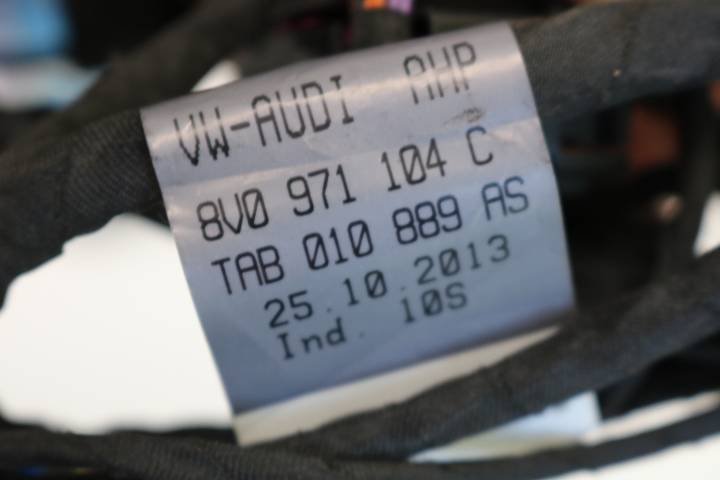 VW-AUDI AHP
8V0 971 104 C
TAB 010 889 AS
25.10.2013
Ind. 10S